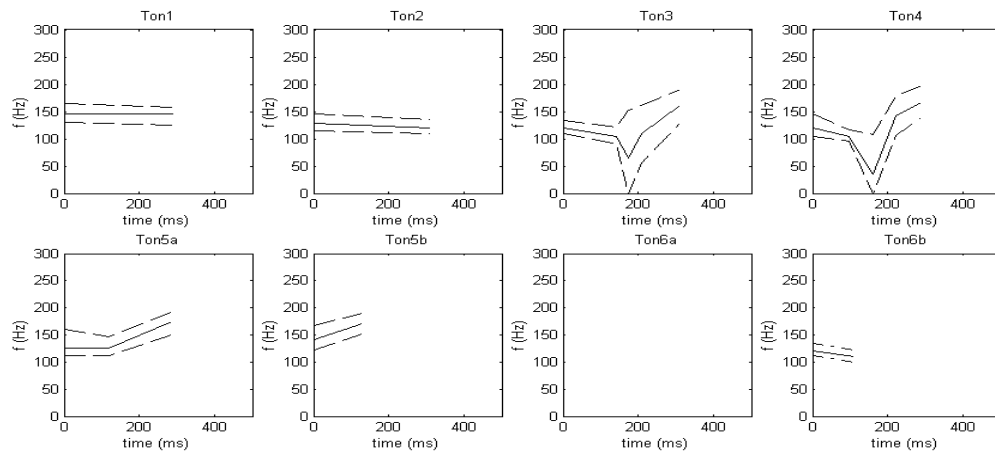 Ton1 Ton2 Ton3 Ton4
300 300 300 300
250 250 250 250
200 200 200 200
150 150 150 150
100 100 100 100
50 50 50 50
0 0 0 0
f (Hz) f (Hz) f (Hz) f (Hz)
0 200 400 0 200 400 0 200 400 0 200 400
time (ms) time (ms) time (ms) time (ms)
Ton5a Ton5b Ton6a Ton6b
300 300 300 300
250 250 250 250
200 200 200 200
150 150 150 150
100 100 100 100
50 50 50 50
0 0 0 0
f (Hz) f (Hz) f (Hz) f (Hz)
0 200 400 0 200 400 0 200 400 0 200 400
time (ms) time (ms) time (ms) time (ms)